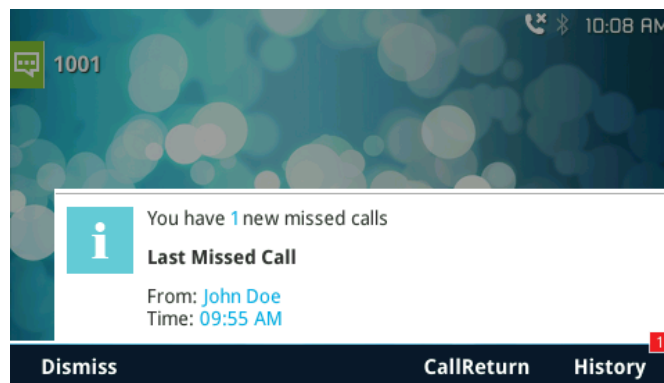 10:08 AM
1001
You have 1 new missed calls
Last Missed Call
From: John Doe
Time: 09:55 AM
1
Dismiss CallReturn History